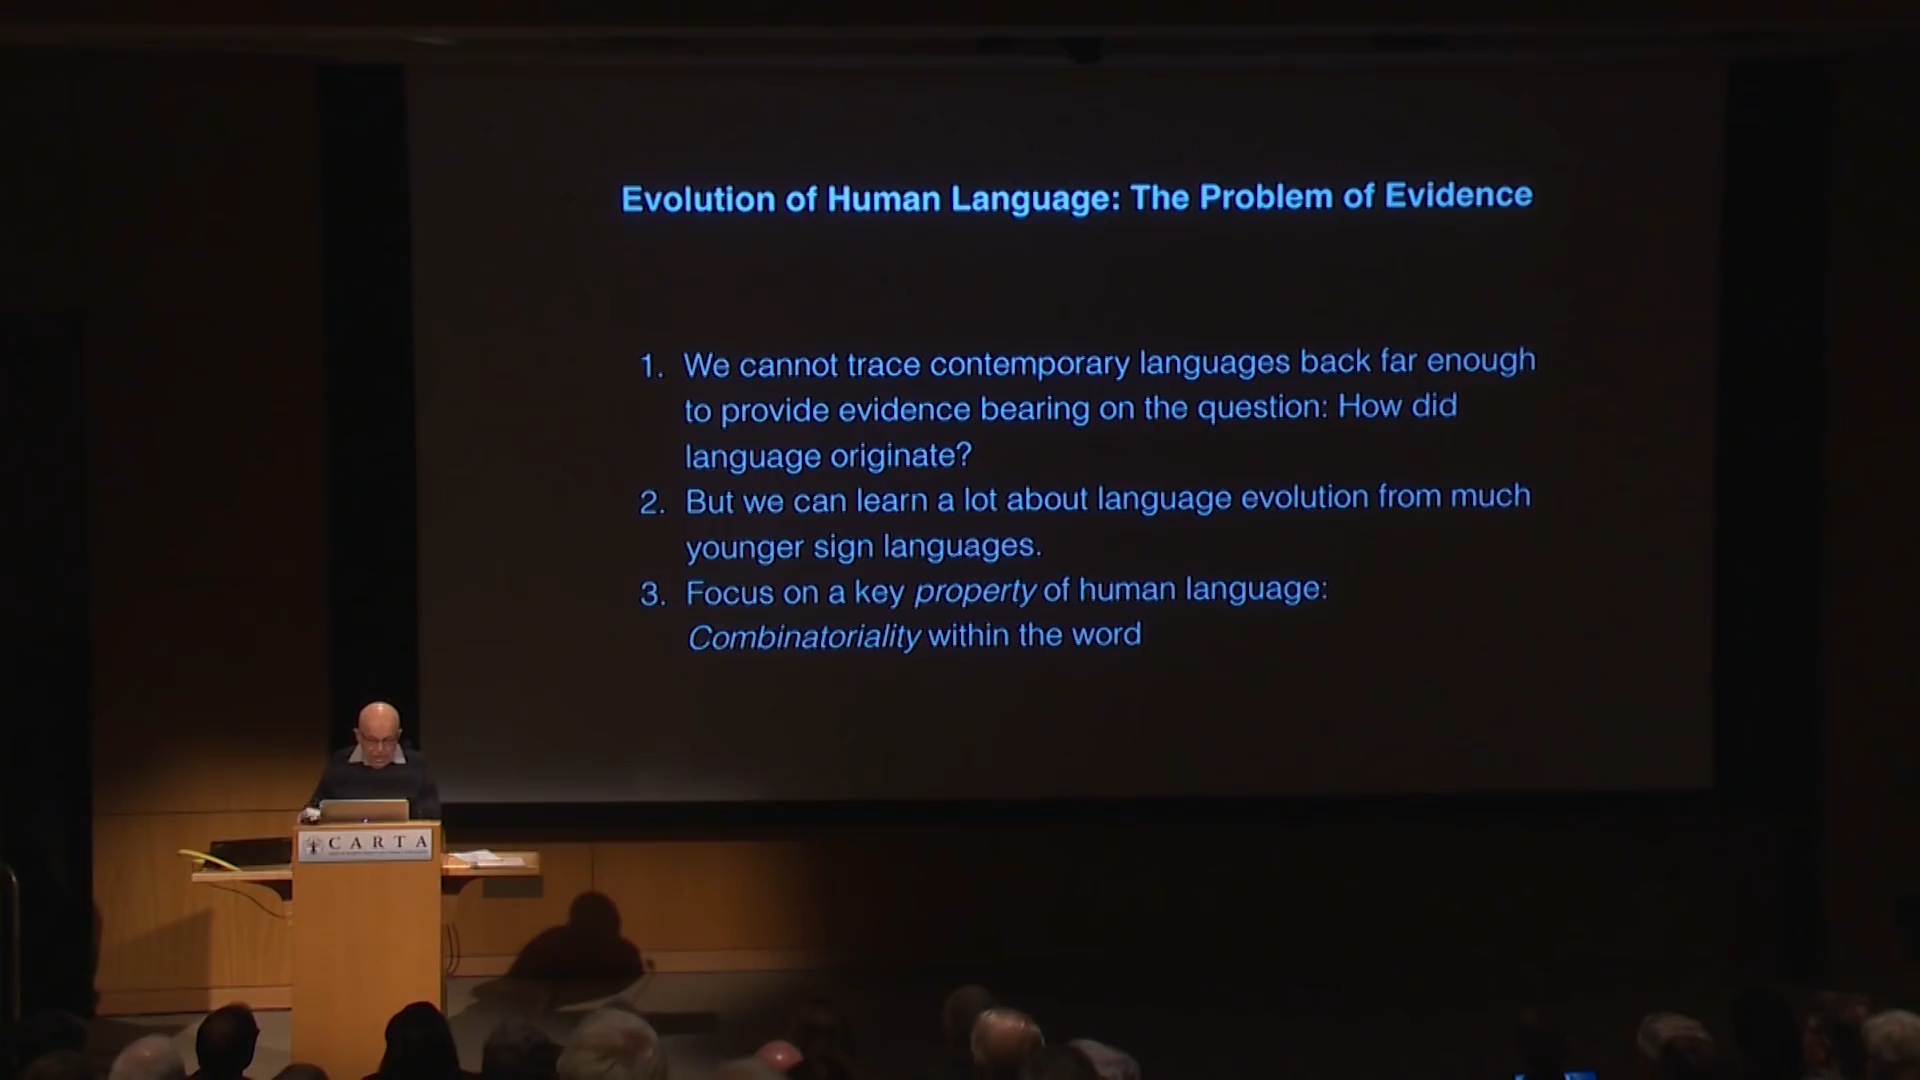 Evolution of Human Language: The Problem of Evidence
1. We cannot trace contemporary languages back far enough
to provide evidence bearing on the question: How did
language originate?
2. But we can learn a lot about language evolution from much
younger sign languages.
3. Focus on a key property of human language:
Combinatoriality within the word
CARTA